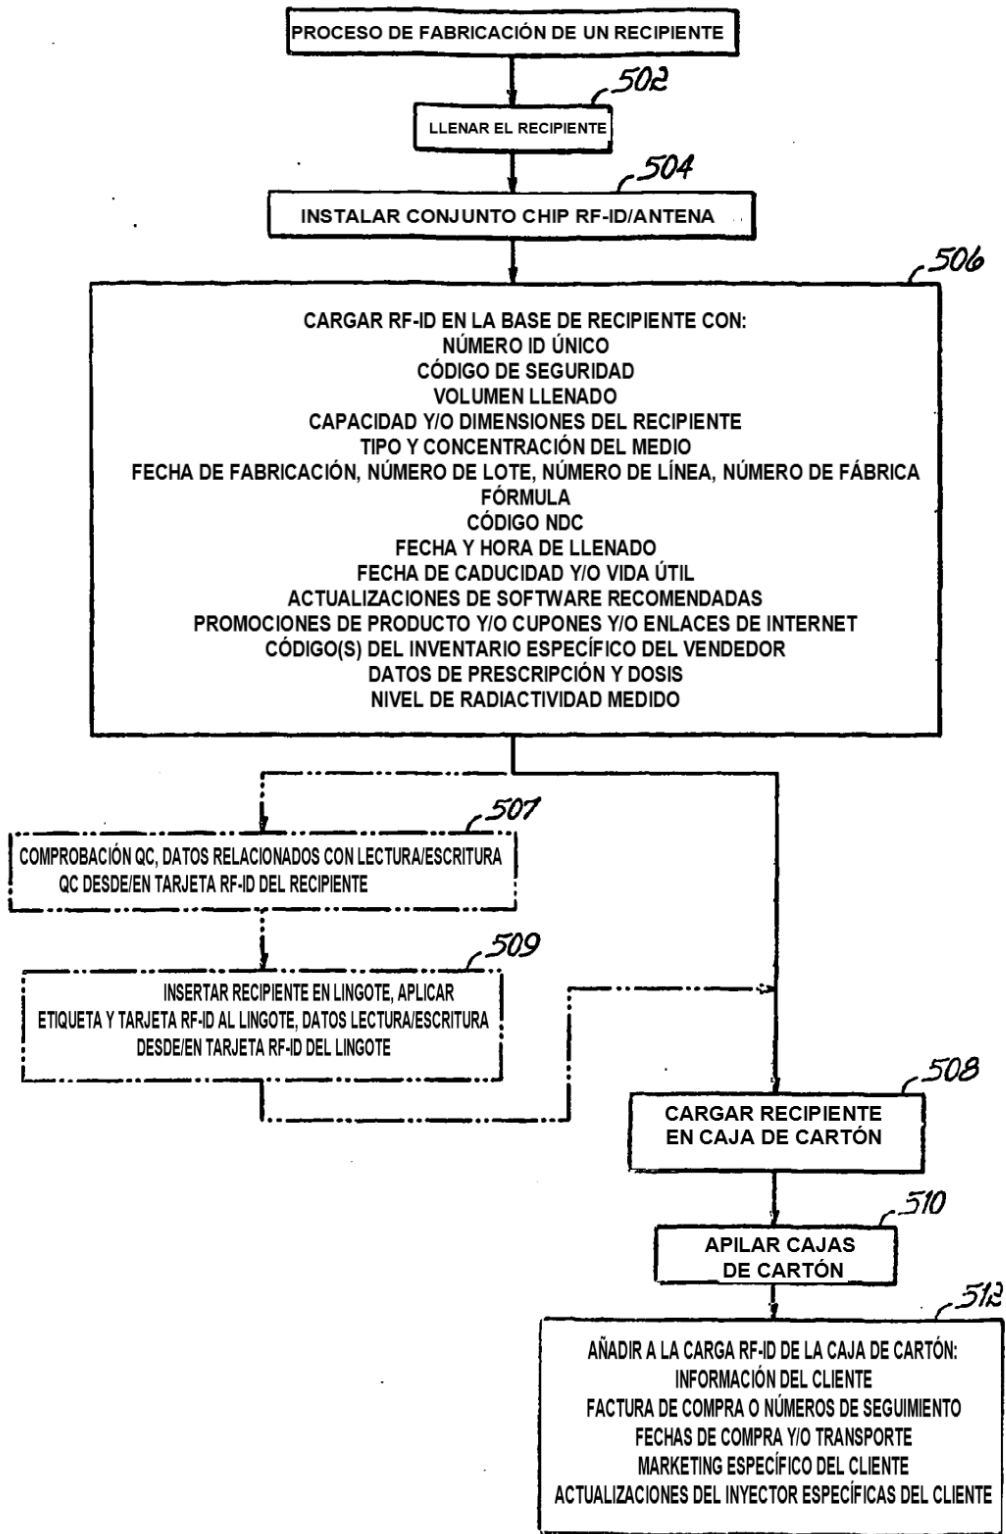 PROCESO DE FABRICACIÓN DE UN RECIPIENTE
502
LLENAR EL RECIPIENTE
504
INSTALAR CONJUNTO CHIP RF-ID/ANTENA
506
CARGAR RF-ID EN LA BASE DE RECIPIENTE CON:
NÚMERO ID ÚNICO
CÓDIGO DE SEGURIDAD
VOLUMEN LLENADO
CAPACIDAD Y/O DIMENSIONES DEL RECIPIENTE
TIPO Y CONCENTRACIÓN DEL MEDIO
FECHA DE FABRICACIÓN, NÚMERO DE LOTE, NÚMERO DE LÍNEA, NÚMERO DE FÁBRICA
FÓRMULA
CÓDIGO NDC
FECHA Y HORA DE LLENADO
FECHA DE CADUCIDAD Y/O VIDA ÚTIL
ACTUALIZACIONES DE SOFTWARE RECOMENDADAS
PROMOCIONES DE PRODUCTO Y/O CUPONES Y/O ENLACES DE INTERNET
CÓDIGO(S) DEL INVENTARIO ESPECÍFICO DEL VENDEDOR
DATOS DE PRESCRIPCIÓN Y DOSIS
NIVEL DE RADIACTIVIDAD MEDIDO
507
COMPROBACIÓN QC, DATOS RELACIONADOS CON LECTURA/ESCRITURA
QC DESDE/EN TARJETA RF-ID DEL RECIPIENTE
509
INSERTAR RECIPIENTE EN LINGOTE, APLICAR
ETIQUETA Y TARJETA RF-ID AL LINGOTE, DATOS LECTURA/ESCRITURA
DESDE/EN TARJETA RF-ID DEL LINGOTE
508
CARGAR RECIPIENTE
EN CAJA DE CARTÓN
510
APILAR CAJAS
DE CARTÓN
512
AÑADIR A LA CARGA RF-ID DE LA CAJA DE CARTÓN:
INFORMACIÓN DEL CLIENTE
FACTURA DE COMPRA O NÚMEROS DE SEGUIMIENTO
FECHAS DE COMPRA Y/O TRANSPORTE
MARKETING ESPECÍFICO DEL CLIENTE
ACTUALIZACIONES DEL INYECTOR ESPECÍFICAS DEL CLIENTE